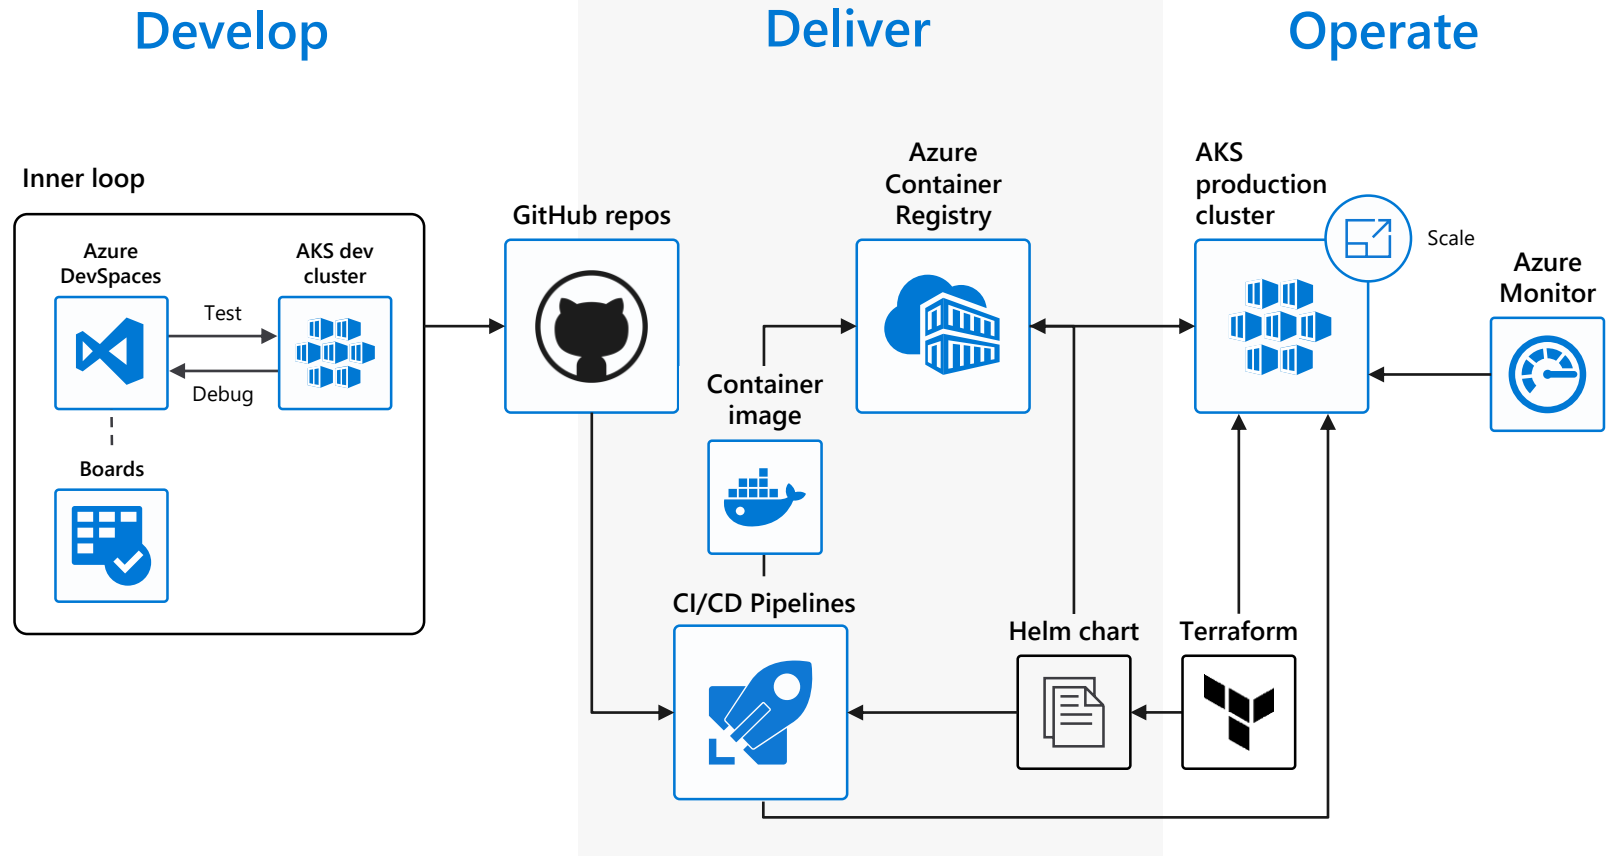 Develop
Deliver
Operate
Inner loop
Azure
DevSpaces
AKS dev
cluster
Test
Debug
Boards
GitHub repos
Azure
Container
Registry
Container
image
CI/CD Pipelines
Helm chart
Terraform
AKS
production
cluster
Scale
Azure
Monitor